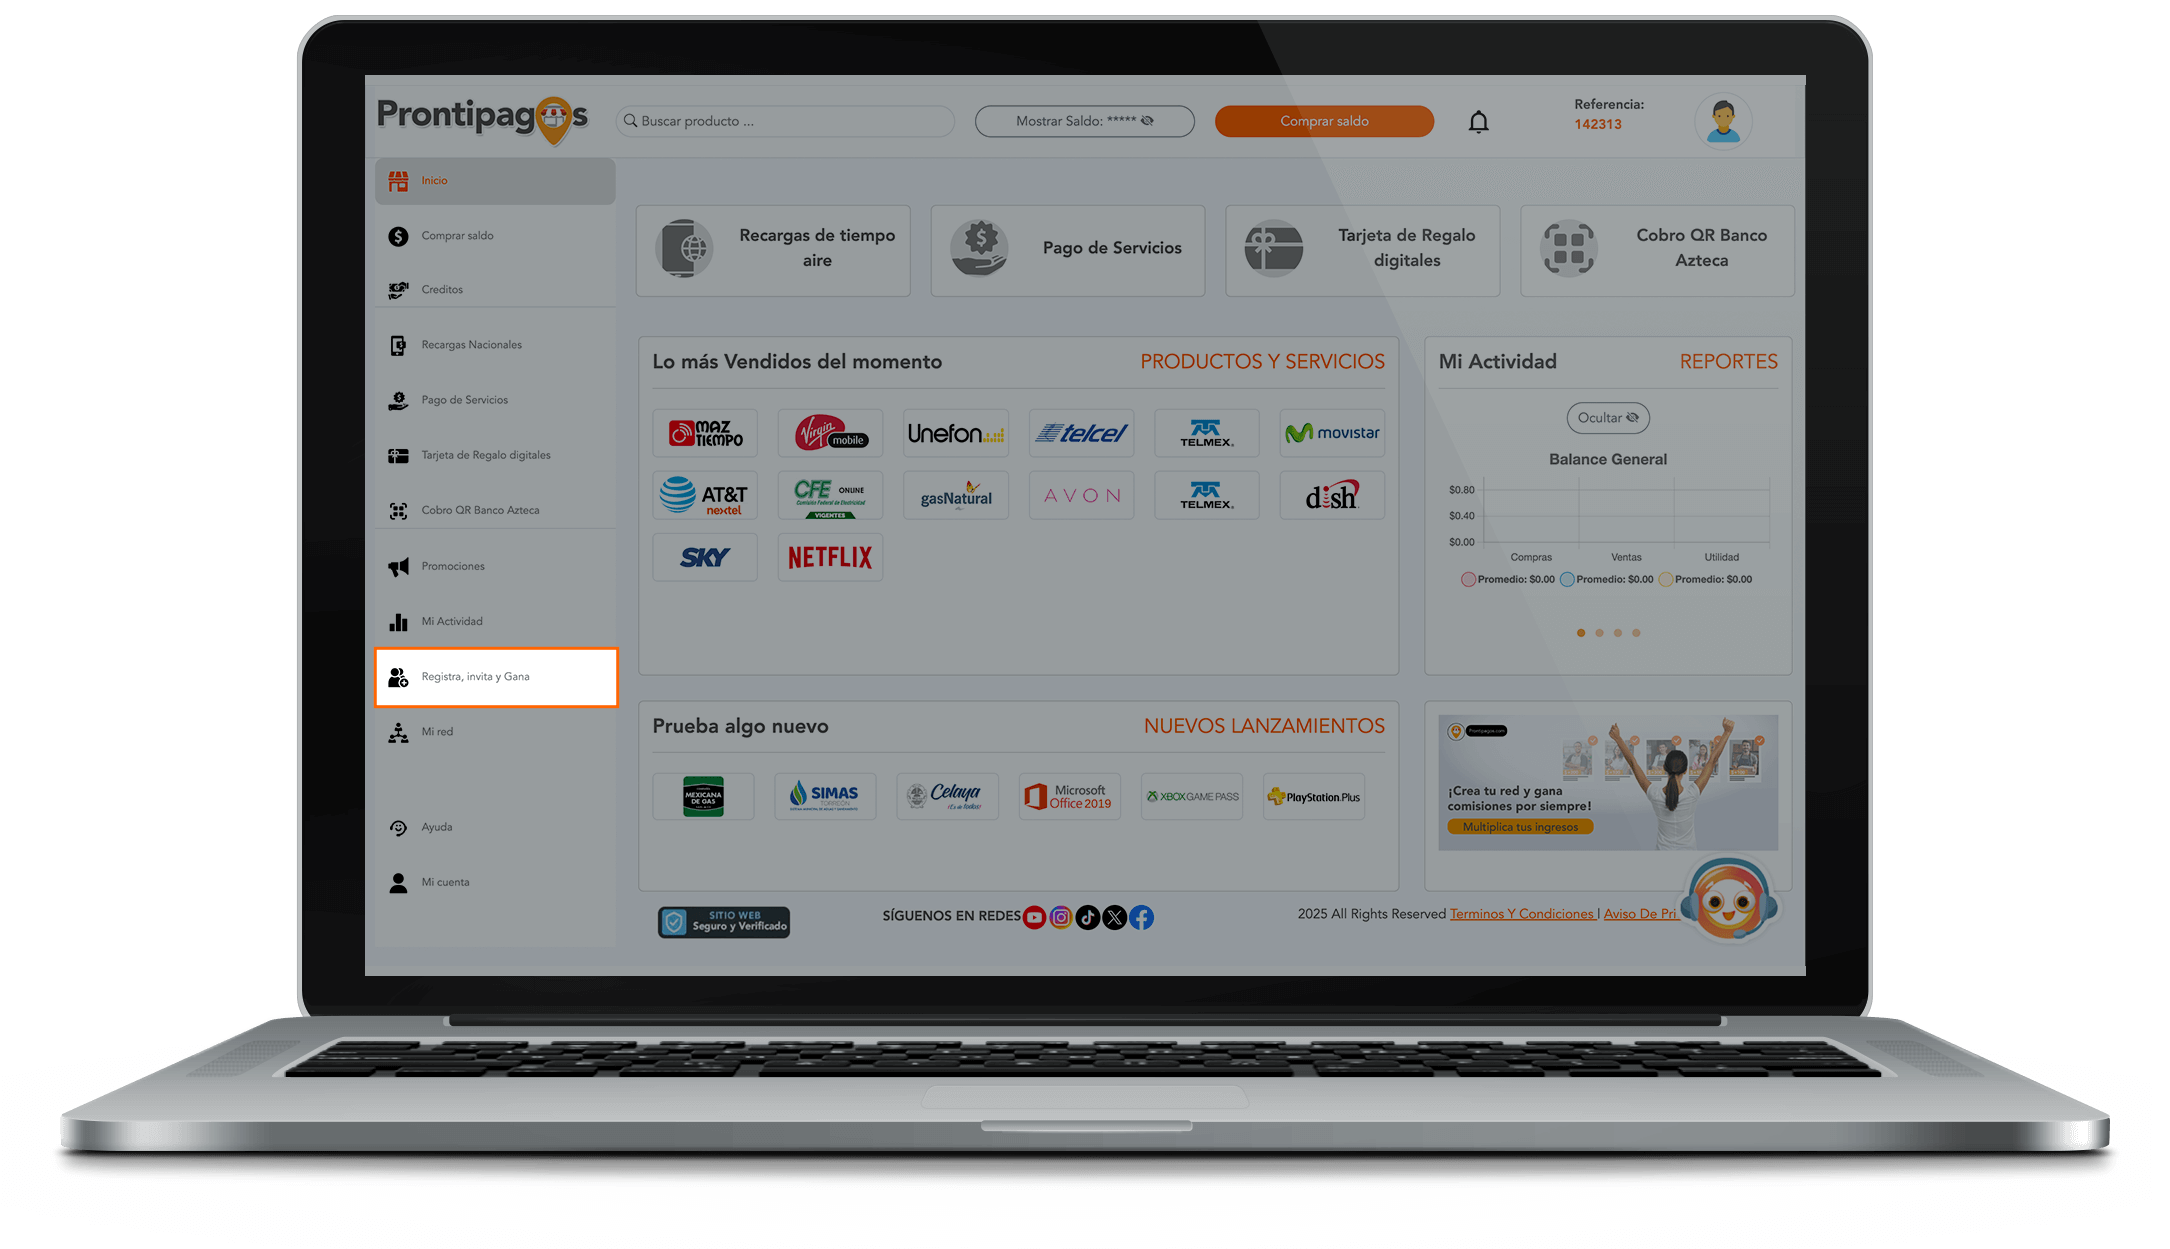 Prontipagos
Buscar producto ...
Mostrar Saldo: *****
Comprar saldo
Referencia:
142313
Inicio
Comprar saldo
Creditos
Recargas Nacionales
Pago de Servicios
Tarjeta de Regalo digitales
Cobro QR Banco Azteca
Promociones
Mi Actividad
Registra, invita y Gana
Mi red
Ayuda
Mi cuenta
Recargas de tiempo
aire
Pago de Servicios
Tarjeta de Regalo
digitales
Cobro QR Banco
Azteca
Lo más Vendidos del momento
PRODUCTOS Y SERVICIOS
MAZ
TIEMPO
Virgin
mobile
Unefon
telcel
TELMEX
movistar
AT&T
nextel
CFE ONLINE
Comisión Federal de Electricidad
VIGENTES
gasNatural
AVON
TELMEX
dish
SKY
NETFLIX
Mi Actividad
REPORTES
Ocultar
Balance General
$0.80
$0.40
$0.00
Compras
Ventas
Utilidad
Promedio: $0.00
Promedio: $0.00
Promedio: $0.00
Prueba algo nuevo
NUEVOS LANZAMIENTOS
MEXICANA
DE GAS
SIMAS
TORREÓN
Celaya
Microsoft
Office 2019
XBOX GAME PASS
PlayStation.Plus
Prontipagos.com
¡Crea tu red y gana
comisiones por siempre!
Multiplica tus ingresos
SITIO WEB
Seguro y Verificado
SÍGUENOS EN REDES
2025 All Rights Reserved Terminos Y Condiciones | Aviso De Pri